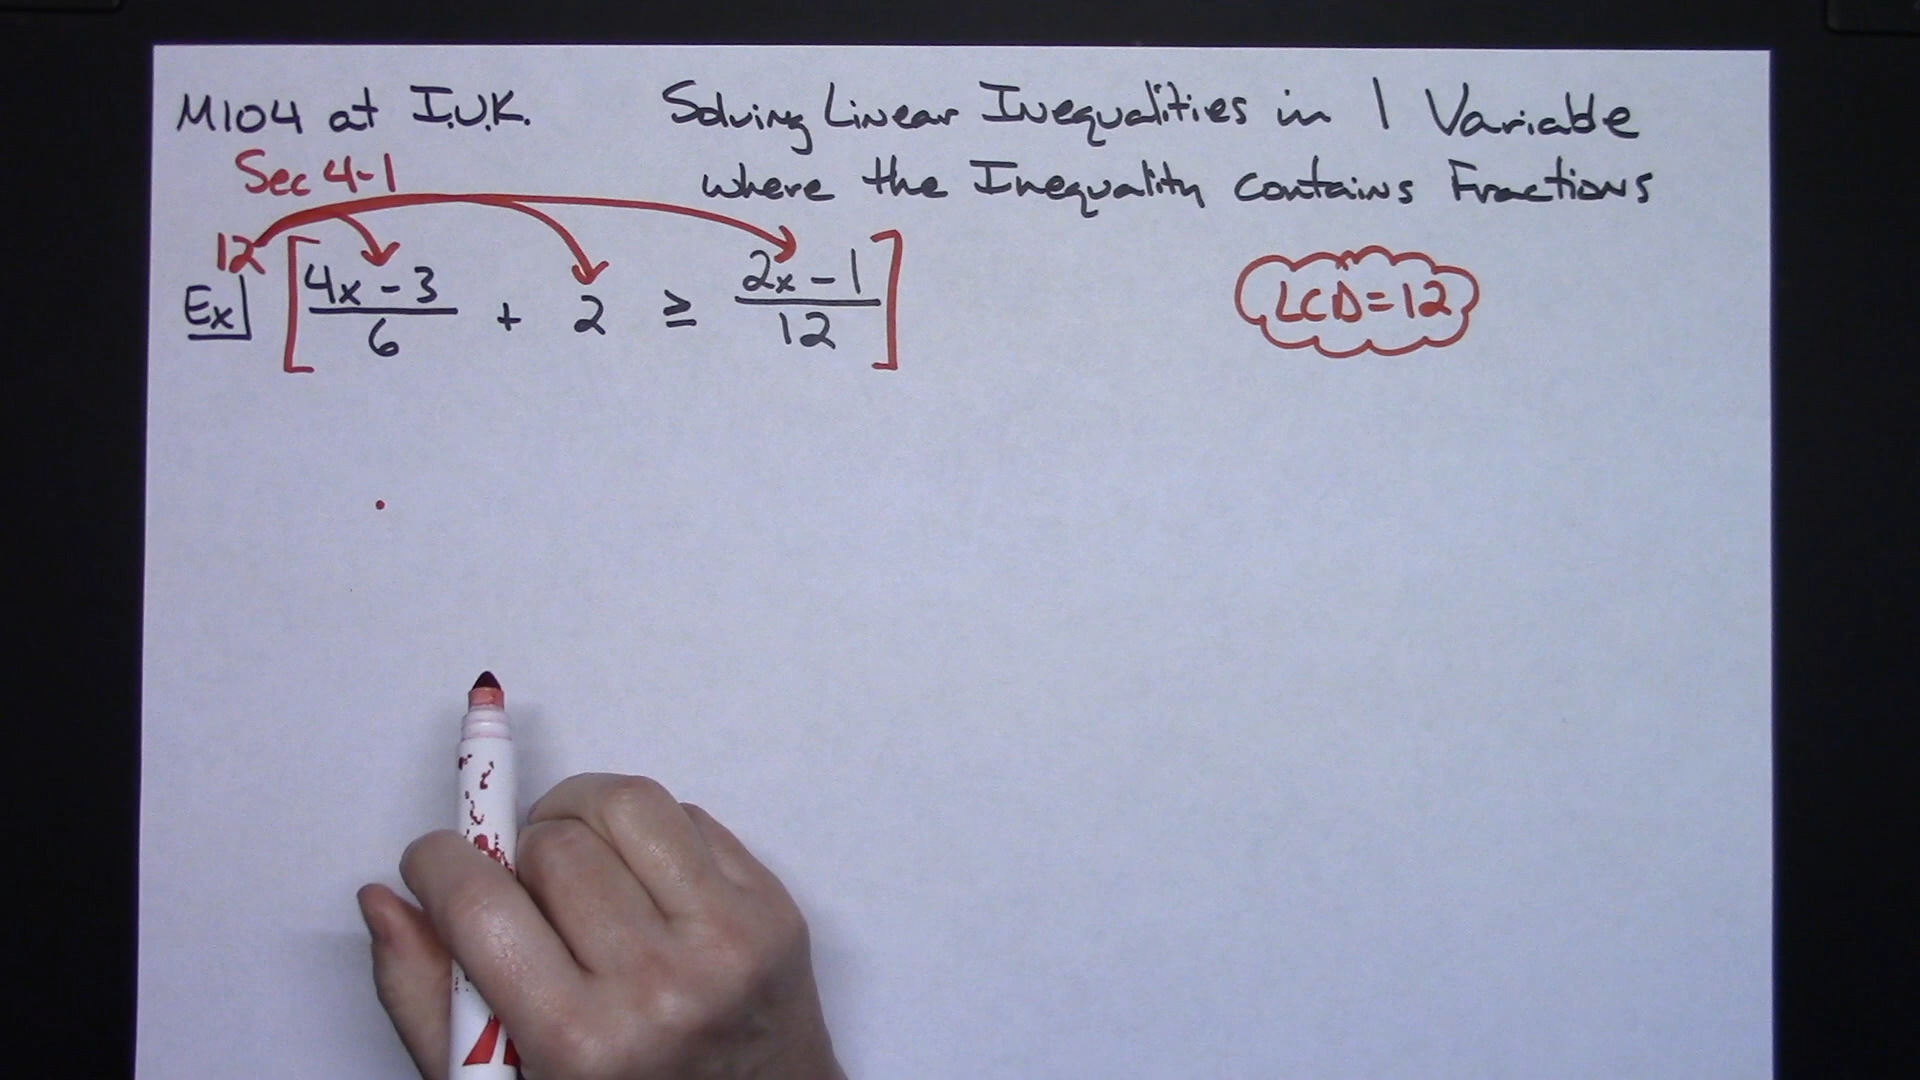 M104 at I.U.K. Solving Linear Inequalities in 1 Variable
Sec 4-1 where the Inequality contains Fractions
12
Ex [ (4x - 3)/6 + 2 ≥ (2x - 1)/12 ]
LCD=12